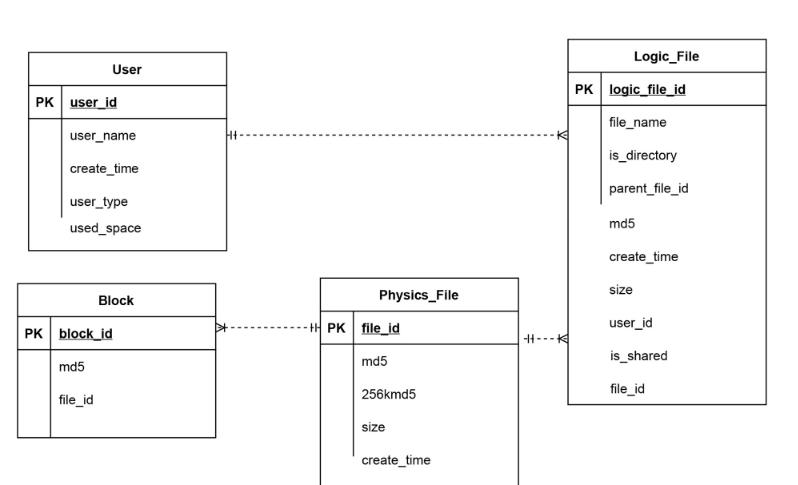 User
PK user_id
user_name
create_time
user_type
used_space
Logic_File
PK logic_file_id
file_name
is_directory
parent_file_id
md5
create_time
size
user_id
is_shared
file_id
Block
PK block_id
md5
file_id
Physics_File
PK file_id
md5
256kmd5
size
create_time